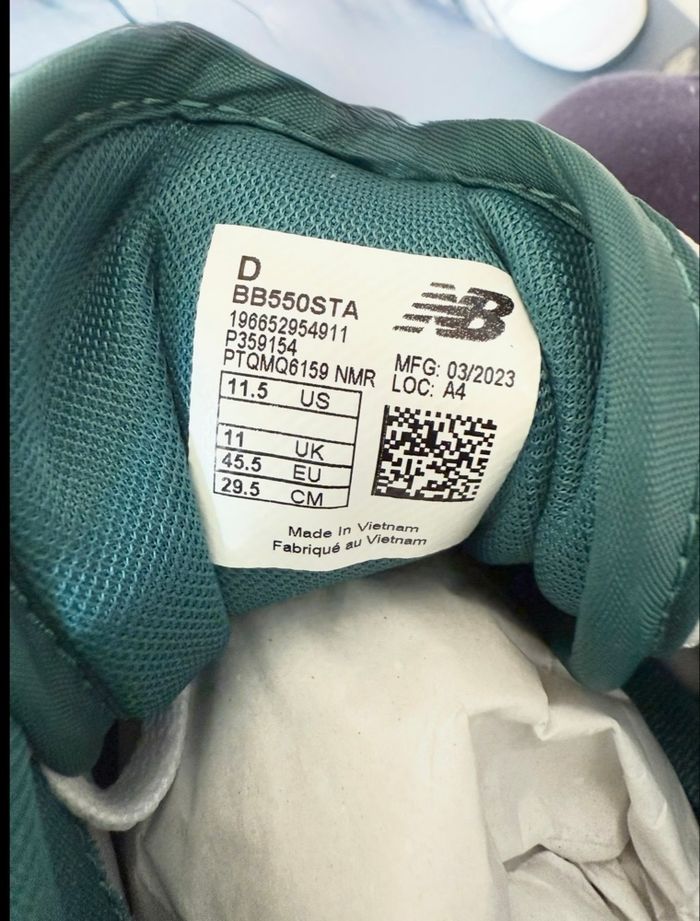 D
BB550STA
196652954911
P359154
PTQMQ6159 NMR
NB
MFG: 03/2023
LOC: A4
11.5 US
11 UK
45.5 EU
29.5 CM
Made In Vietnam
Fabriqué au Vietnam